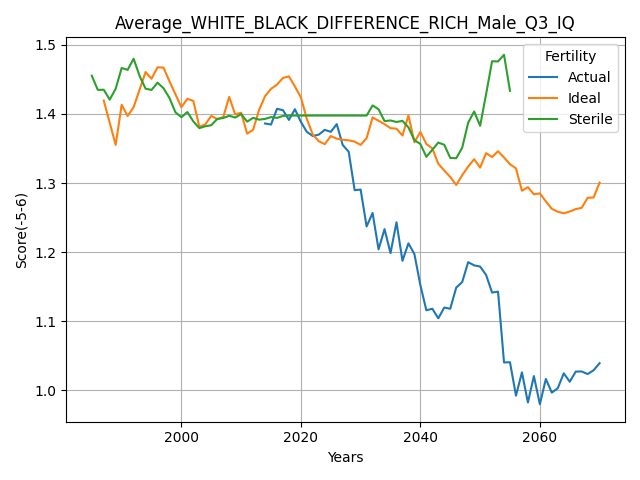 Average_WHITE_BLACK_DIFFERENCE_RICH_Male_Q3_IQ
Score(-5-6)
1.5
1.4
1.3
1.2
1.1
1.0
Fertility
Actual
Ideal
Sterile
2000
2020
2040
2060
Years